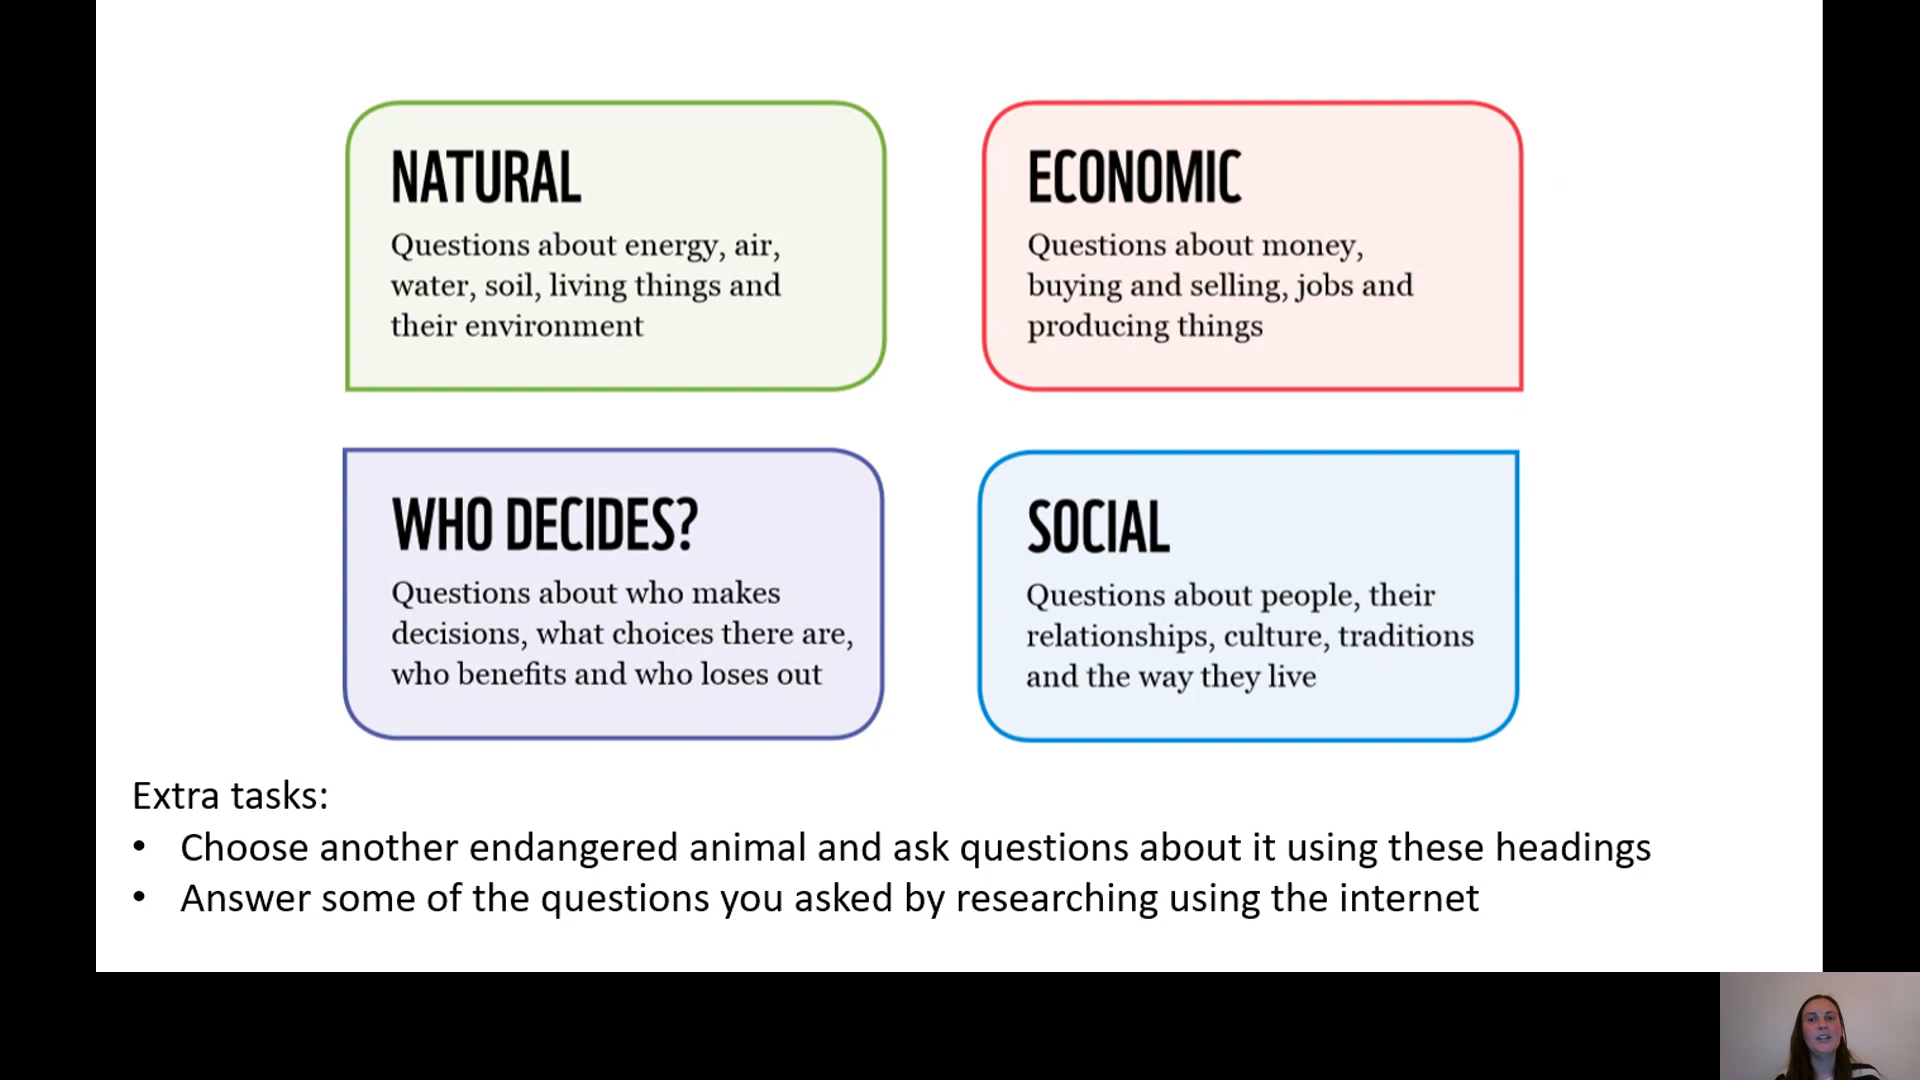 NATURAL
Questions about energy, air,
water, soil, living things and
their environment
ECONOMIC
Questions about money,
buying and selling, jobs and
producing things
WHO DECIDES?
Questions about who makes
decisions, what choices there are,
who benefits and who loses out
SOCIAL
Questions about people, their
relationships, culture, traditions
and the way they live
Extra tasks:
• Choose another endangered animal and ask questions about it using these headings
• Answer some of the questions you asked by researching using the internet